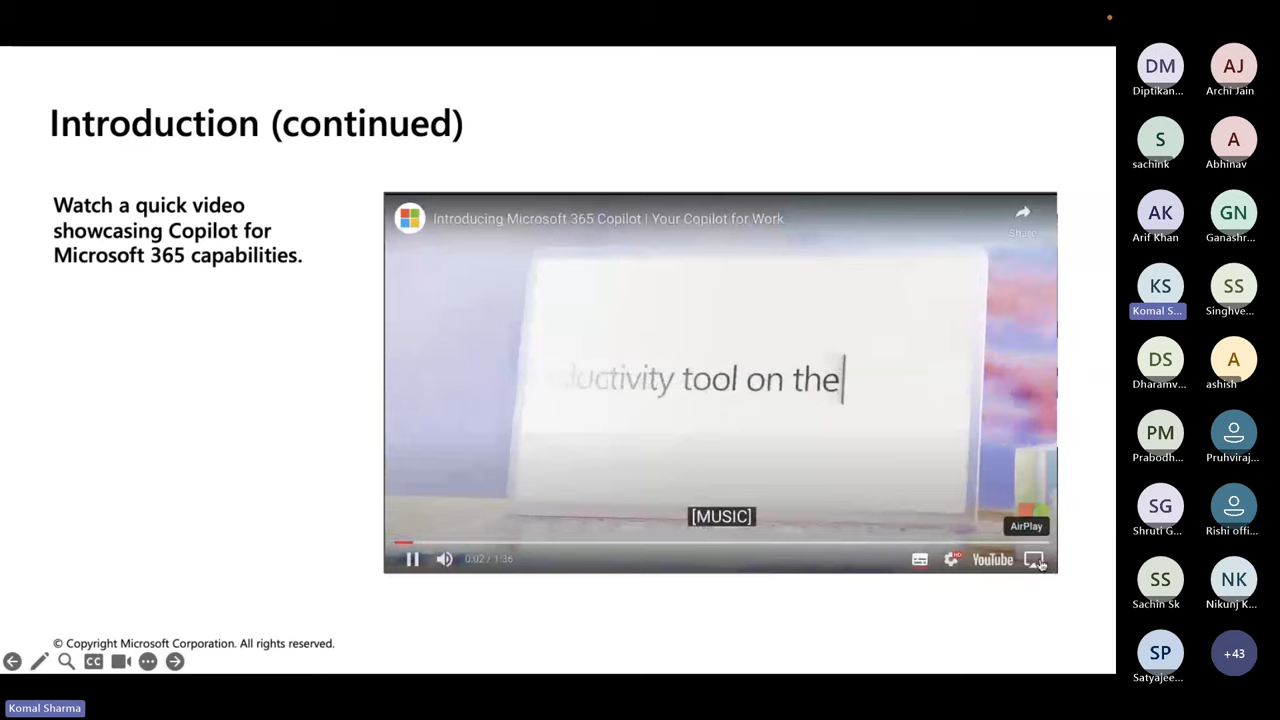 Introduction (continued)
Watch a quick video
showcasing Copilot for
Microsoft 365 capabilities.
Introducing Microsoft 365 Copilot | Your Copilot for Work
Share
tool on the
[MUSIC]
AirPlay
0:02 / 1:36
HD
YouTube
© Copyright Microsoft Corporation. All rights reserved.
CC
Komal Sharma
DM
AJ
Diptikan...
Archi Jain
S
A
sachink
Abhinav
AK
GN
Arif Khan
Ganashr...
KS
SS
Komal S...
Singhve...
DS
A
Dharamv...
ashish
PM
Prabodh...
Pruhviraj...
SG
Shruti G...
Rishi offi...
SS
NK
Sachin Sk
Nikunj K...
SP
+43
Satyajee...